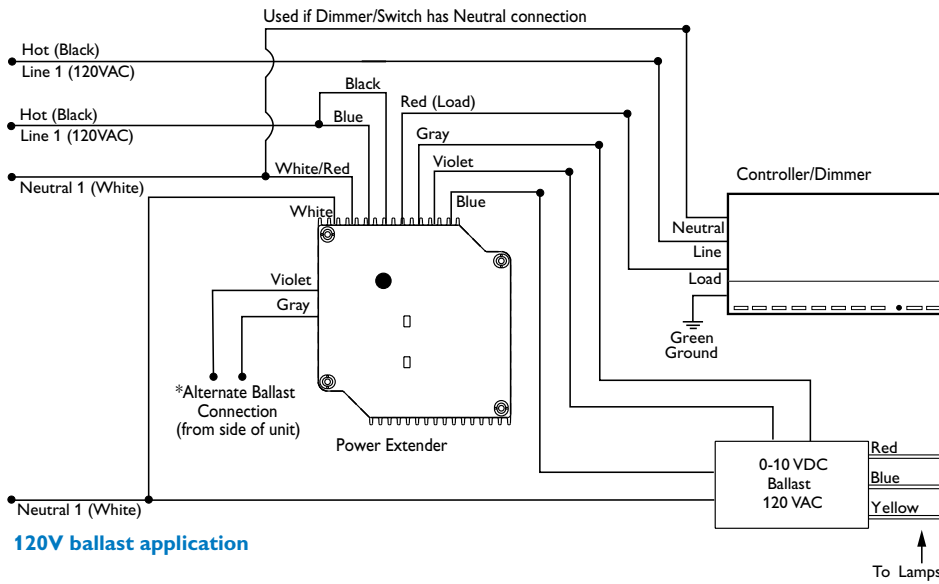 Used if Dimmer/Switch has Neutral connection
Hot (Black)
Line 1 (120VAC)
Black
Red (Load)
Hot (Black)
Line 1 (120VAC)
Blue
Gray
White/Red
Violet
Neutral 1 (White)
White
Blue
Controller/Dimmer
Neutral
Line
Load
Green
Ground
Violet
Gray
*Alternate Ballast
Connection
(from side of unit)
Power Extender
0-10 VDC
Ballast
120 VAC
Red
Blue
Yellow
Neutral 1 (White)
120V ballast application
To Lamps